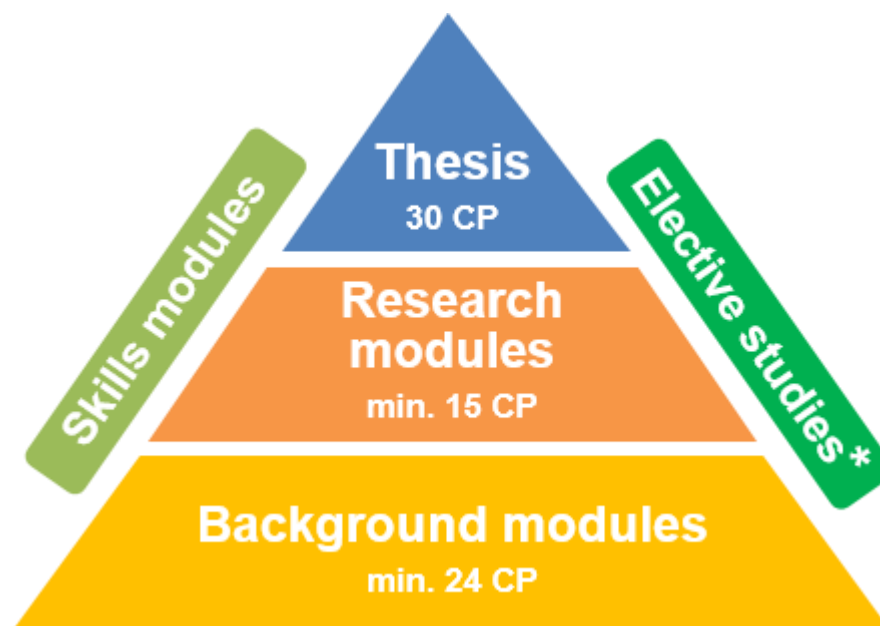 Thesis
30 CP
Skills modules
Elective studies*
Research
modules
min. 15 CP
Background modules
min. 24 CP